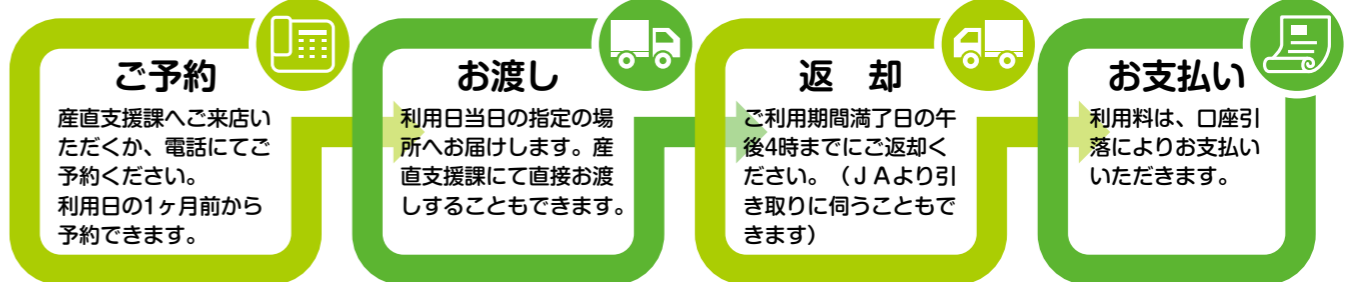 ご予約
産直支援課へご来店い
ただくか、電話にてご
予約ください。
利用日の1ヶ月前から
予約できます。
お渡し
利用日当日の指定の場
所へお届けします。産
直支援課にて直接お渡
しすることもできます。
返　却
ご利用期間満了日の午
後4時までにご返却く
ださい。（ＪＡより引
き取りに伺うこともで
きます）
お支払い
利用料は、口座引
落によりお支払い
いただきます。